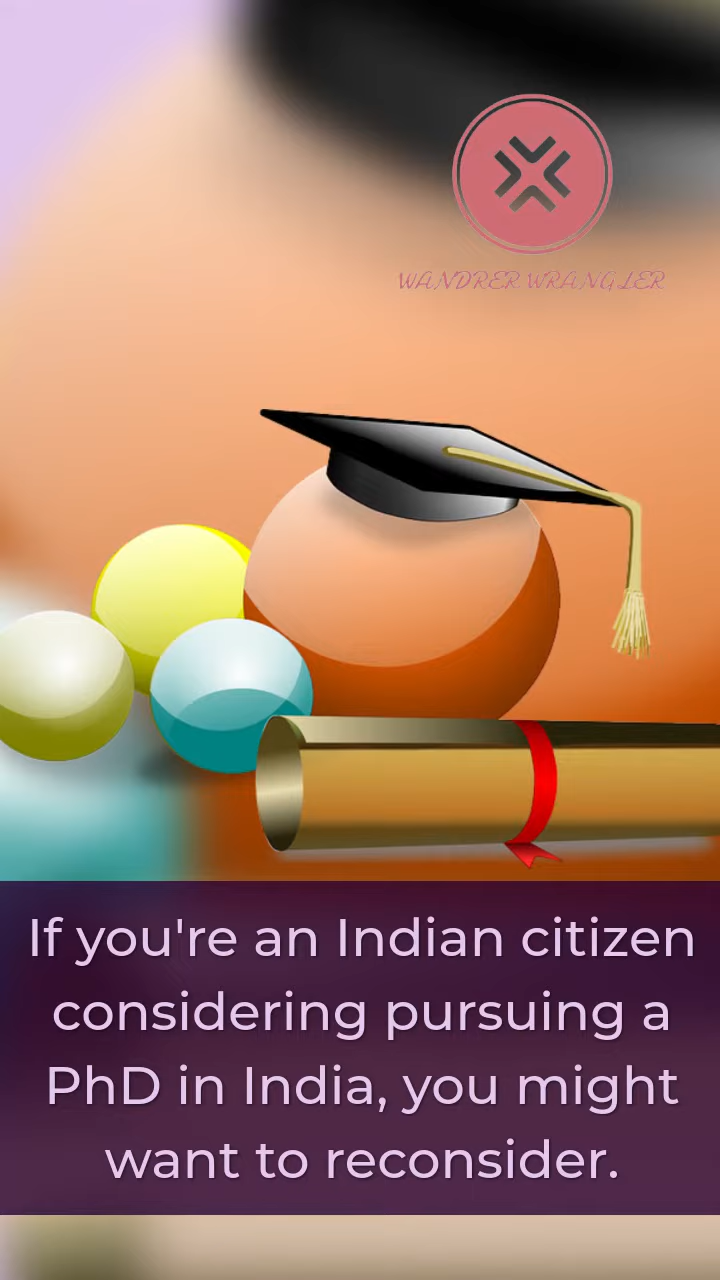 WANDRER WRANGLER
If you're an Indian citizen
considering pursuing a
PhD in India, you might
want to reconsider.